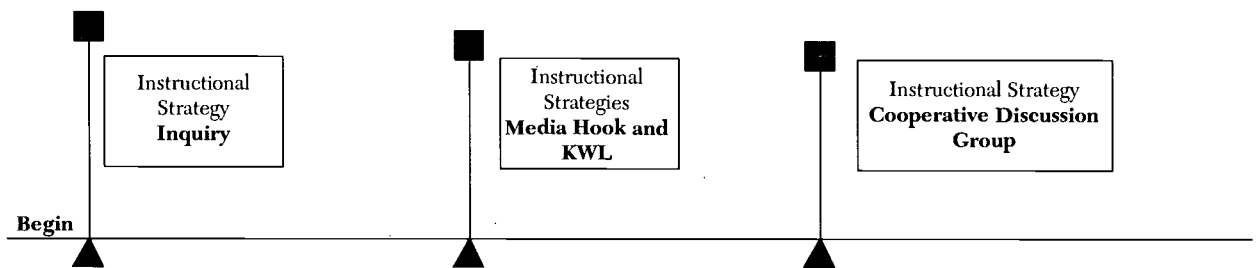 Instructional
Strategy
Inquiry
Instructional
Strategies
Media Hook and
KWL
Instructional Strategy
Cooperative Discussion
Group
Begin